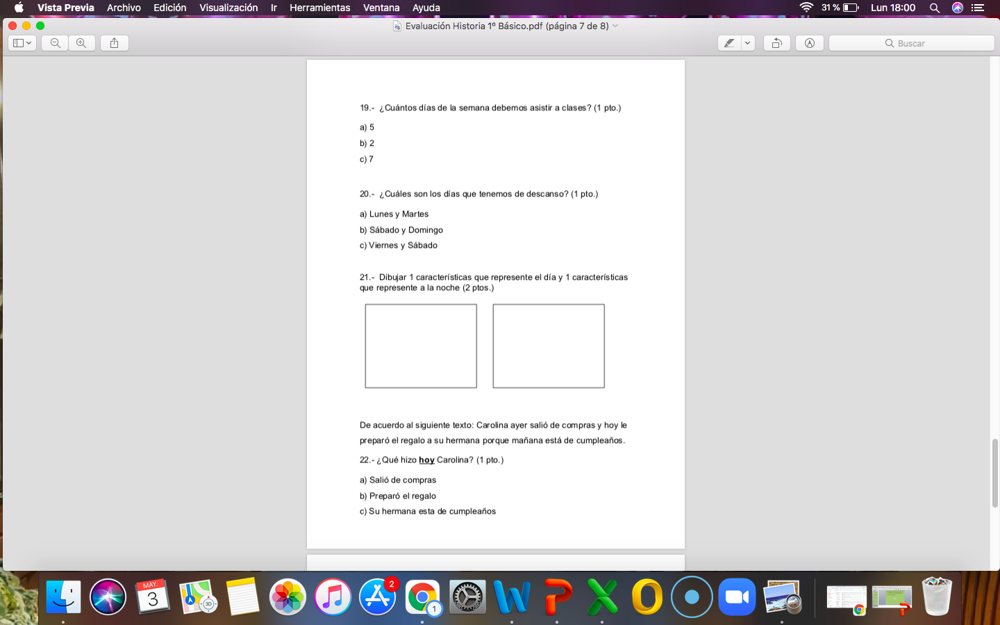 Vista Previa Archivo Edición Visualización Ir Herramientas Ventana Ayuda 31 % Lun 18:00
Evaluación Historia 1º Básico.pdf (página 7 de 8)
Buscar
19.- ¿Cuántos días de la semana debemos asistir a clases? (1 pto.)
a) 5
b) 2
c) 7
20.- ¿Cuáles son los días que tenemos de descanso? (1 pto.)
a) Lunes y Martes
b) Sábado y Domingo
c) Viernes y Sábado
21.- Dibujar 1 características que represente el día y 1 características
que represente a la noche (2 ptos.)
De acuerdo al siguiente texto: Carolina ayer salió de compras y hoy le
preparó el regalo a su hermana porque mañana está de cumpleaños.
22.- ¿Qué hizo hoy Carolina? (1 pto.)
a) Salió de compras
b) Preparó el regalo
c) Su hermana esta de cumpleaños
MAY.
3
3D
2
1